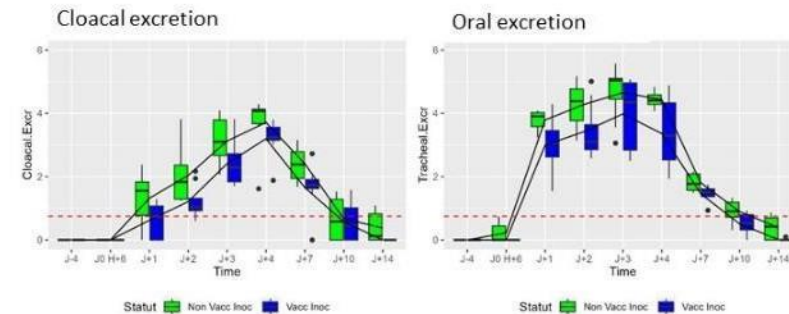 Cloacal excretion
Cloacal.Excr
6
4
2
0
J-4 J0 H+6 J+1 J+2 J+3 J+4 J+7 J+10 J+14
Time
Statut Non Vacc Inoc Vacc Inoc
Oral excretion
Tracheal.Excr
6
4
2
0
J-4 J0 H+6 J+1 J+2 J+3 J+4 J+7 J+10 J+14
Time
Statut Non Vacc Inoc Vacc Inoc